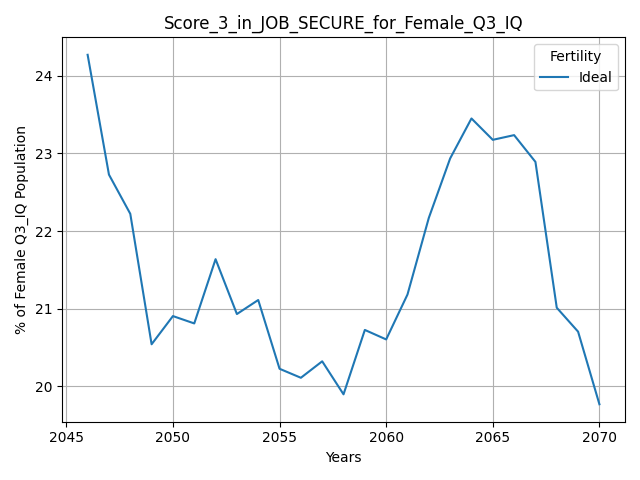 Score_3_in_JOB_SECURE_for_Female_Q3_IQ
Fertility
Ideal
% of Female Q3_IQ Population
24
23
22
21
20
2045
2050
2055
2060
2065
2070
Years